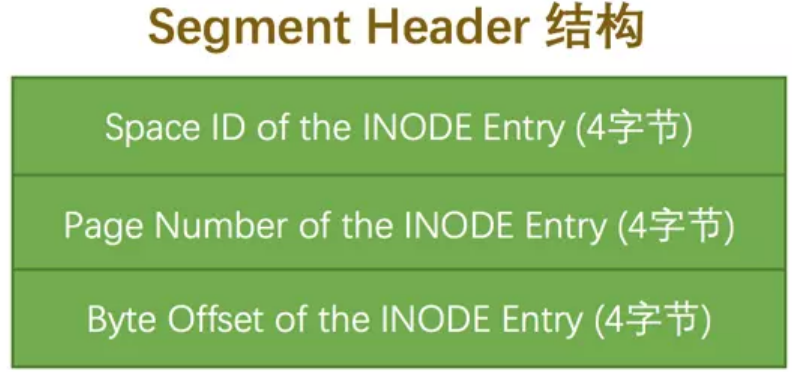 Segment Header 结构
Space ID of the INODE Entry (4字节)
Page Number of the INODE Entry (4字节)
Byte Offset of the INODE Entry (4字节)